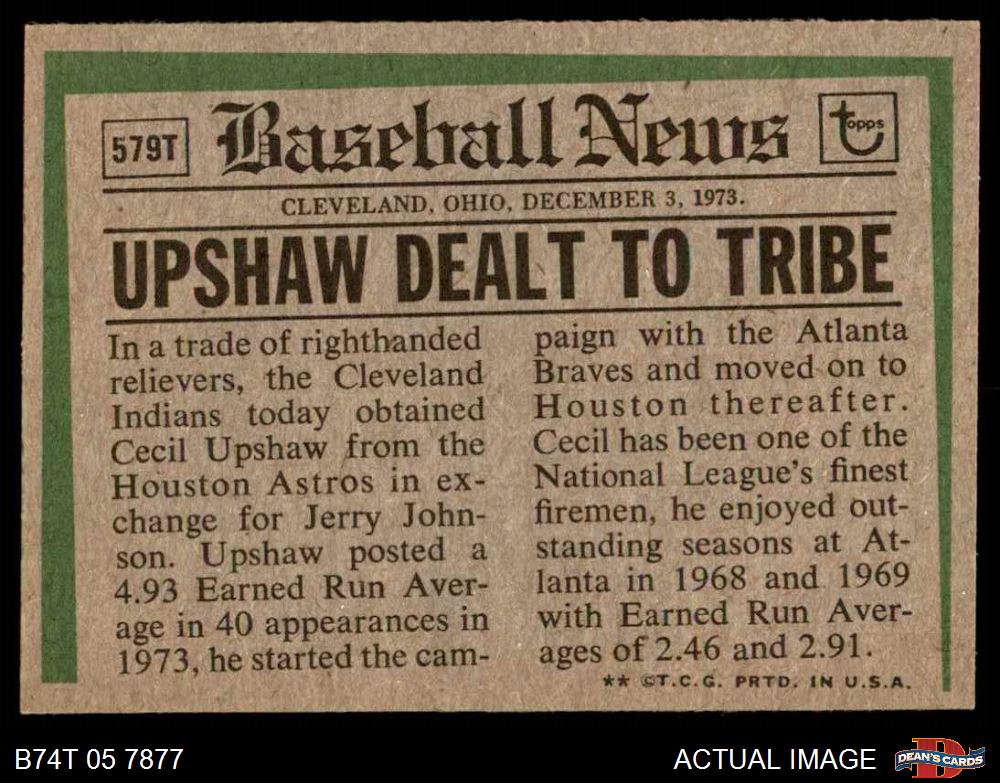 579T Baseball News topps
CLEVELAND, OHIO, DECEMBER 3, 1973.
UPSHAW DEALT TO TRIBE
In a trade of righthanded
relievers, the Cleveland
Indians today obtained
Cecil Upshaw from the
Houston Astros in ex-
change for Jerry John-
son. Upshaw posted a
4.93 Earned Run Aver-
age in 40 appearances in
1973, he started the cam-
paign with the Atlanta
Braves and moved on to
Houston thereafter.
Cecil has been one of the
National League's finest
firemen, he enjoyed out-
standing seasons at At-
lanta in 1968 and 1969
with Earned Run Aver-
ages of 2.46 and 2.91.
** ©T.C.G. PRTD. IN U.S.A.
B74T 05 7877 ACTUAL IMAGE D DEAN'S CARDS